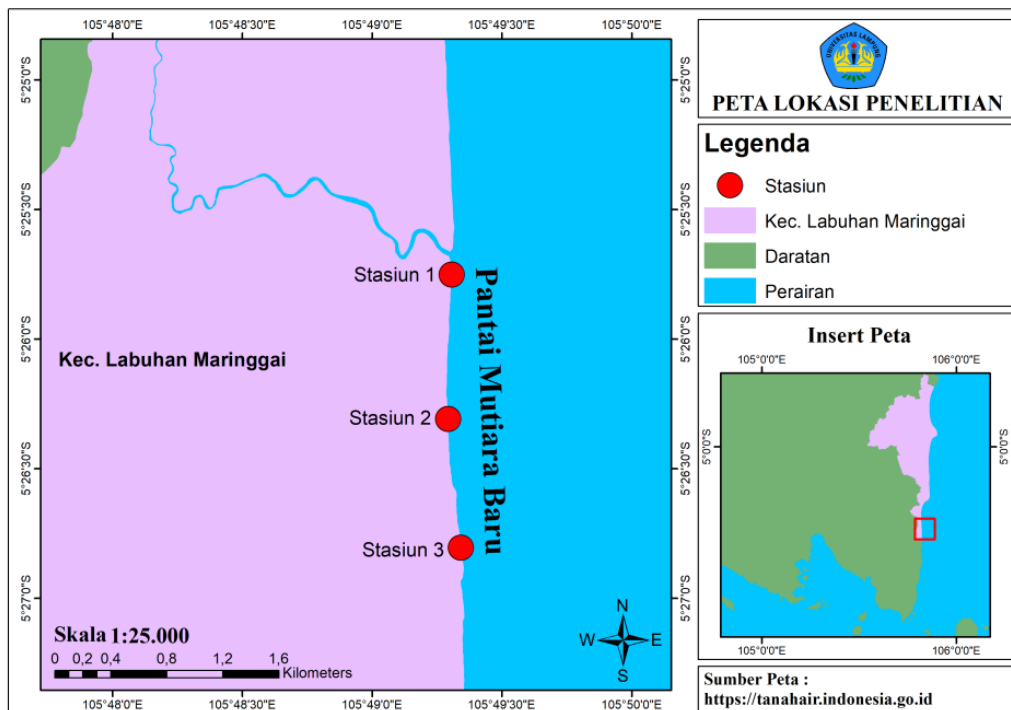 105°48'0"E 105°48'30"E 105°49'0"E 105°49'30"E 105°50'0"E
5°25'0"S 5°25'0"S
5°25'30"S 5°25'30"S
Stasiun 1
Pantai Mutiara Baru
5°26'0"S 5°26'0"S
Kec. Labuhan Maringgai
Stasiun 2
5°26'30"S 5°26'30"S
Stasiun 3
5°27'0"S 5°27'0"S
Skala 1:25.000
0 0,2 0,4 0,8 1,2 1,6
Kilometers
N
W E
S
105°48'0"E 105°48'30"E 105°49'0"E 105°49'30"E 105°50'0"E
UNIVERSITAS LAMPUNG
PETA LOKASI PENELITIAN
Legenda
Stasiun
Kec. Labuhan Maringgai
Daratan
Perairan
Insert Peta
105°0'0"E 106°0'0"E
5°0'0"S 5°0'0"S
105°0'0"E 106°0'0"E
Sumber Peta :
https://tanahair.indonesia.go.id